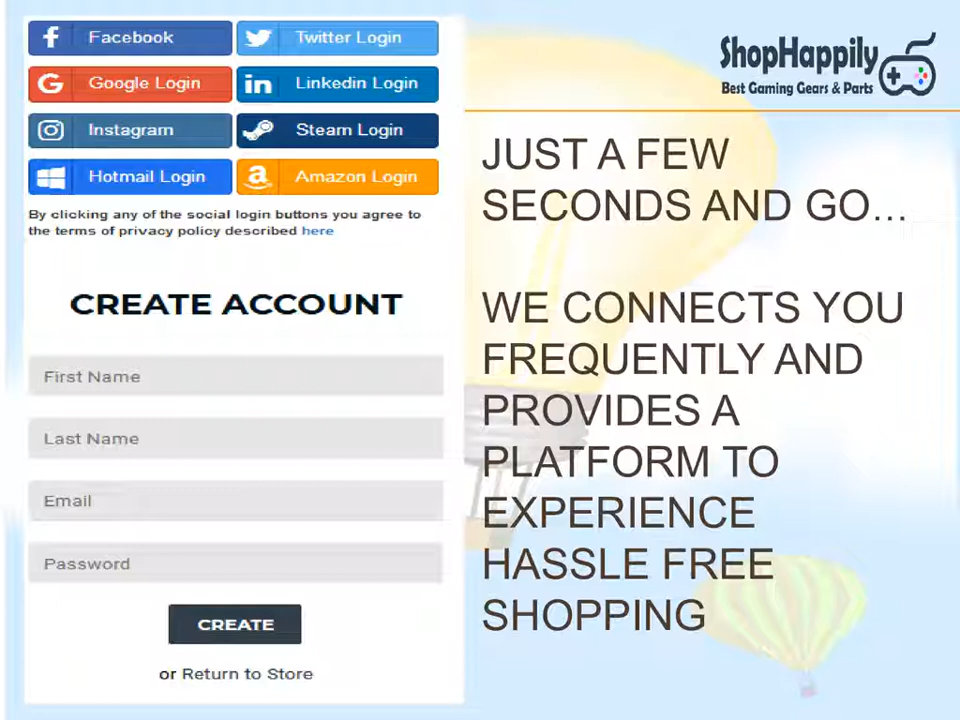 Facebook
Twitter Login
Google Login
Linkedin Login
Instagram
Steam Login
Hotmail Login
Amazon Login
By clicking any of the social login buttons you agree to
the terms of privacy policy described here
CREATE ACCOUNT
First Name
Last Name
Email
Password
CREATE
or Return to Store
ShopHappily
Best Gaming Gears & Parts
JUST A FEW
SECONDS AND GO...
WE CONNECTS YOU
FREQUENTLY AND
PROVIDES A
PLATFORM TO
EXPERIENCE
HASSLE FREE
SHOPPING